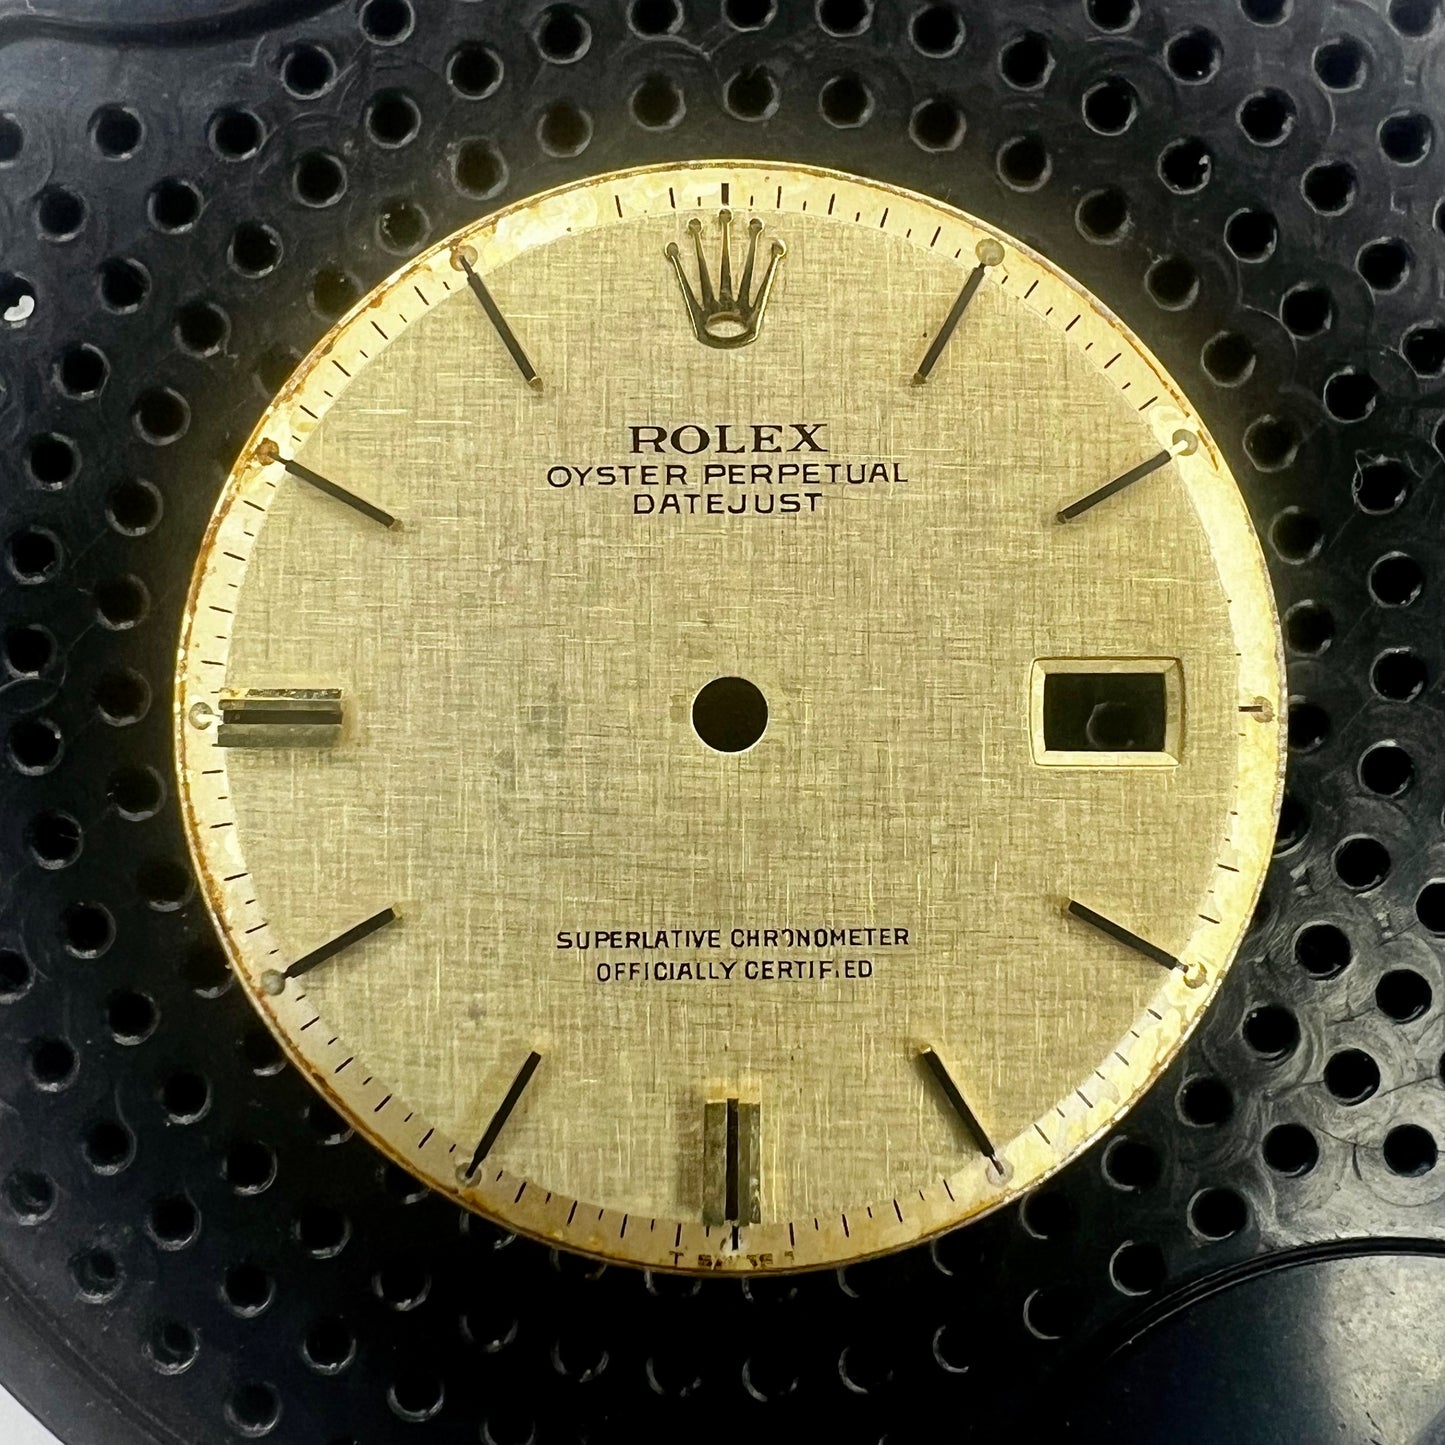 ROLEX
OYSTER PERPETUAL
DATEJUST
SUPERLATIVE CHRONOMETER
OFFICIALLY CERTIFIED
T